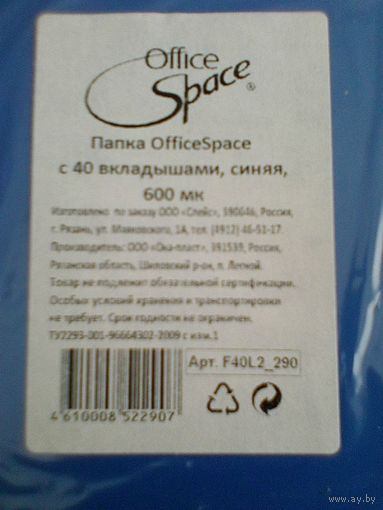 Office
Space®
Папка OfficeSpace
с 40 вкладышами, синяя,
600 мк
Изготовлено по заказу ООО «Спейс», 390046, Россия,
г. Рязань, ул. Маяковского, 1А, тел. (4912) 46-51-17.
Производитель: ООО «Ока-пласт», 391539, Россия,
Рязанская область, Шиловский р-он, п. Лесной.
Товар не подлежит обязательной сертификации.
Особых условий хранения и транспортировки
не требует. Срок годности не ограничен.
ТУ2293-001-96664302-2009 с изм.1
Арт. F40L2_290
4 610008 522907
www.ay.by